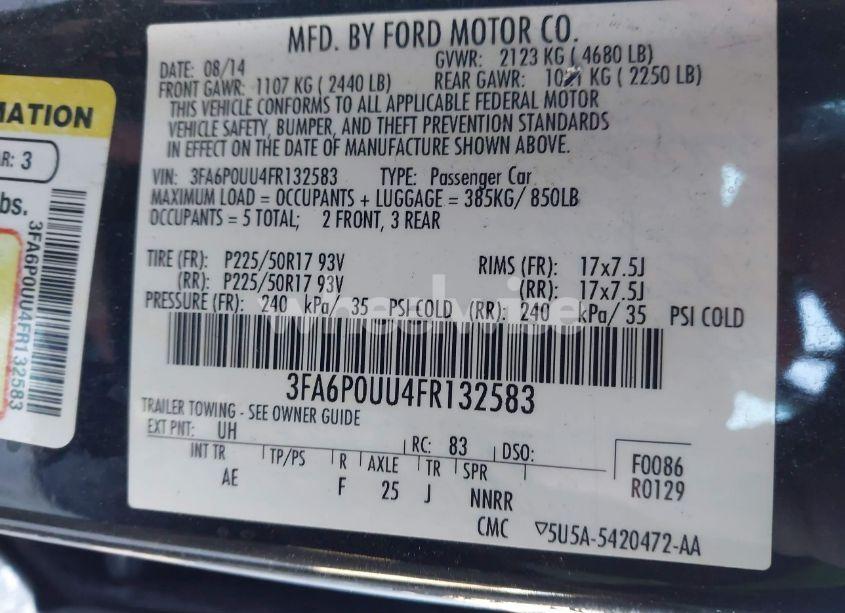 MFD. BY FORD MOTOR CO.
DATE: 08/14 GVWR: 2123 KG ( 4680 LB)
FRONT GAWR: 1107 KG ( 2440 LB) REAR GAWR: KG ( 2250 LB)
THIS VEHICLE CONFORMS TO ALL APPLICABLE FEDERAL MOTOR
VEHICLE SAFETY, BUMPER, AND THEFT PREVENTION STANDARDS
IN EFFECT ON THE DATE OF MANUFACTURE SHOWN ABOVE.
VIN: 3FA6P0UU4FR132583 TYPE: Passenger Car
MAXIMUM LOAD = OCCUPANTS + LUGGAGE = 385KG/ 850LB
OCCUPANTS = 5 TOTAL; 2 FRONT, 3 REAR
TIRE (FR): P225/50R17 93V RIMS (FR): 17x7.5J
(RR): P225/50R17 93V (RR): 17x7.5J
PRESSURE (FR): 240 kPa/ 35 PSI COLD (RR): 240 kPa/ 35 PSI COLD
wheelwise
3FA6P0UU4FR132583
TRAILER TOWING - SEE OWNER GUIDE
EXT PNT: UH RC: 83 DSO: F0086
INT TR TP/PS R AXLE TR SPR R0129
AE F 25 J NNRR
CMC 5U5A-5420472-AA
MATION
R: 3
bs.
3FA6P0UU4FR132583